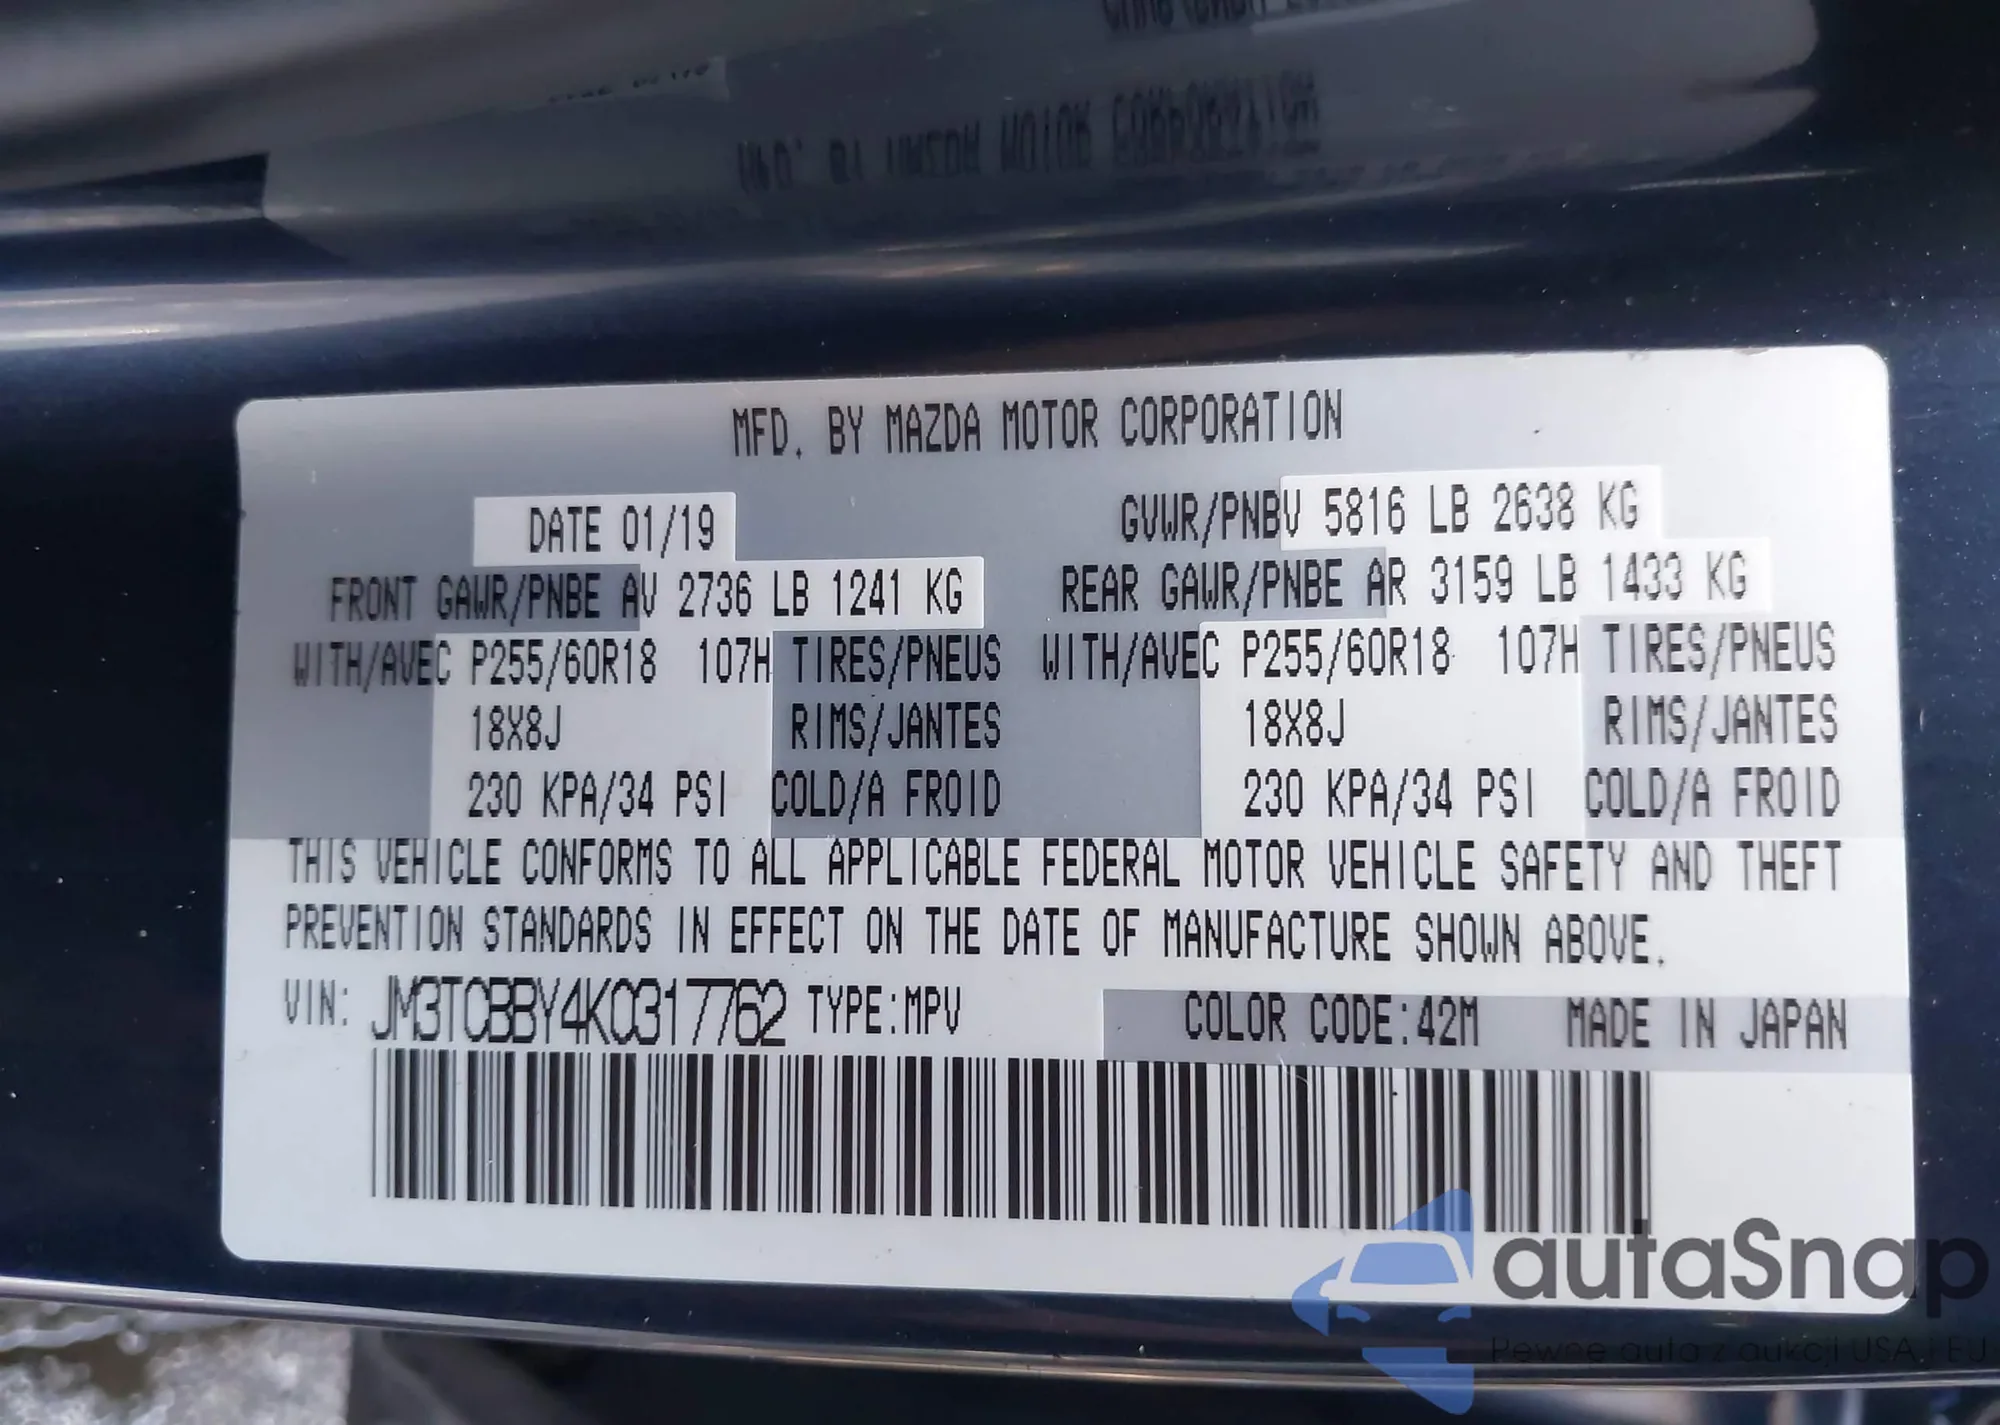 MFD. BY MAZDA MOTOR CORPORATION
DATE 01/19
GVWR/PNBV 5816 LB 2638 KG
FRONT GAWR/PNBE AV 2736 LB 1241 KG
REAR GAWR/PNBE AR 3159 LB 1433 KG
WITH/AVEC P255/60R18 107H TIRES/PNEUS
WITH/AVEC P255/60R18 107H TIRES/PNEUS
18X8J RIMS/JANTES
18X8J RIMS/JANTES
230 KPA/34 PSI COLD/A FROID
230 KPA/34 PSI COLD/A FROID
THIS VEHICLE CONFORMS TO ALL APPLICABLE FEDERAL MOTOR VEHICLE SAFETY AND THEFT
PREVENTION STANDARDS IN EFFECT ON THE DATE OF MANUFACTURE SHOWN ABOVE.
VIN: JM3TCBBY4K0317762 TYPE:MPV COLOR CODE:42M MADE IN JAPAN
autaSnap
Pewne auta z aukcji USA i EU